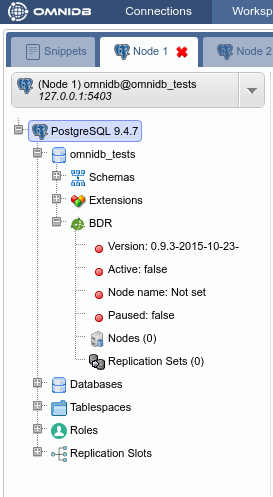 OMNIDB Connections Worksp
Snippets Node 1 Node 2
(Node 1) omnidb@omnidb_tests
127.0.0.1:5403
PostgreSQL 9.4.7
omnidb_tests
Schemas
Extensions
BDR
Version: 0.9.3-2015-10-23-
Active: false
Node name: Not set
Paused: false
Nodes (0)
Replication Sets (0)
Databases
Tablespaces
Roles
Replication Slots